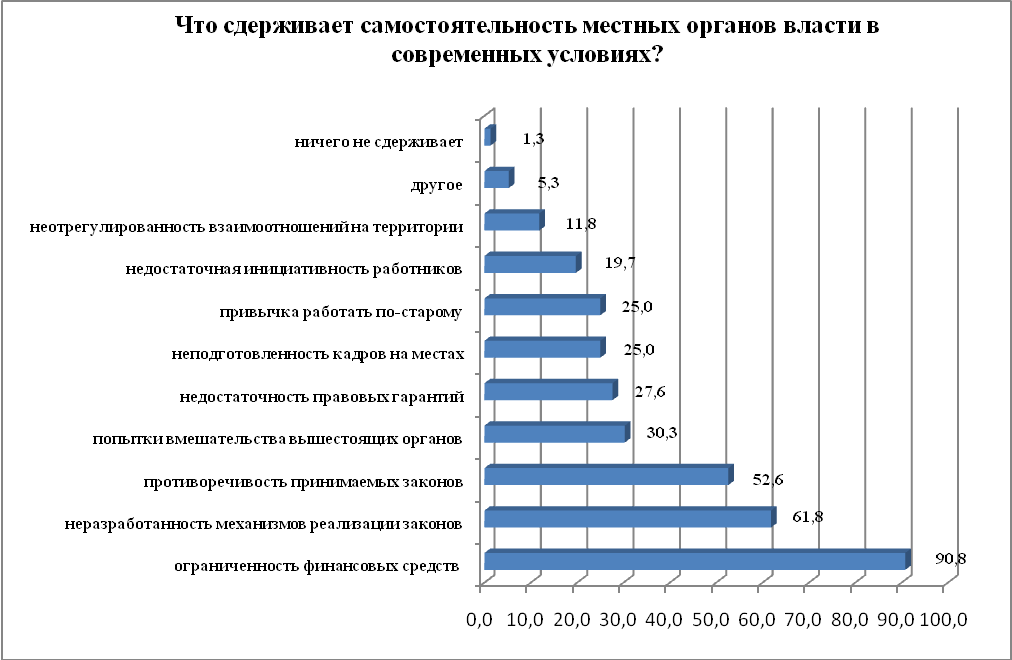 Что сдерживает самостоятельность местных органов власти в
современных условиях?
ничего не сдерживает 1,3
другое 5,3
неотрегулированность взаимоотношений на территории 11,8
недостаточная инициативность работников 19,7
привычка работать по-старому 25,0
неподготовленность кадров на местах 25,0
недостаточность правовых гарантий 27,6
попытки вмешательства вышестоящих органов 30,3
противоречивость принимаемых законов 52,6
неразработанность механизмов реализации законов 61,8
ограниченность финансовых средств 90,8
0,0 10,0 20,0 30,0 40,0 50,0 60,0 70,0 80,0 90,0 100,0